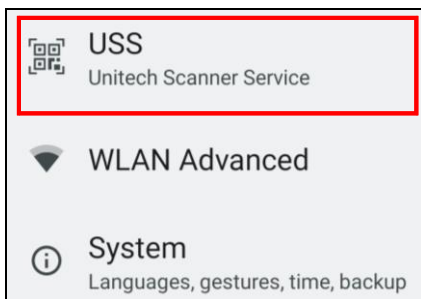 USS
Unitech Scanner Service
WLAN Advanced
System
Languages, gestures, time, backup